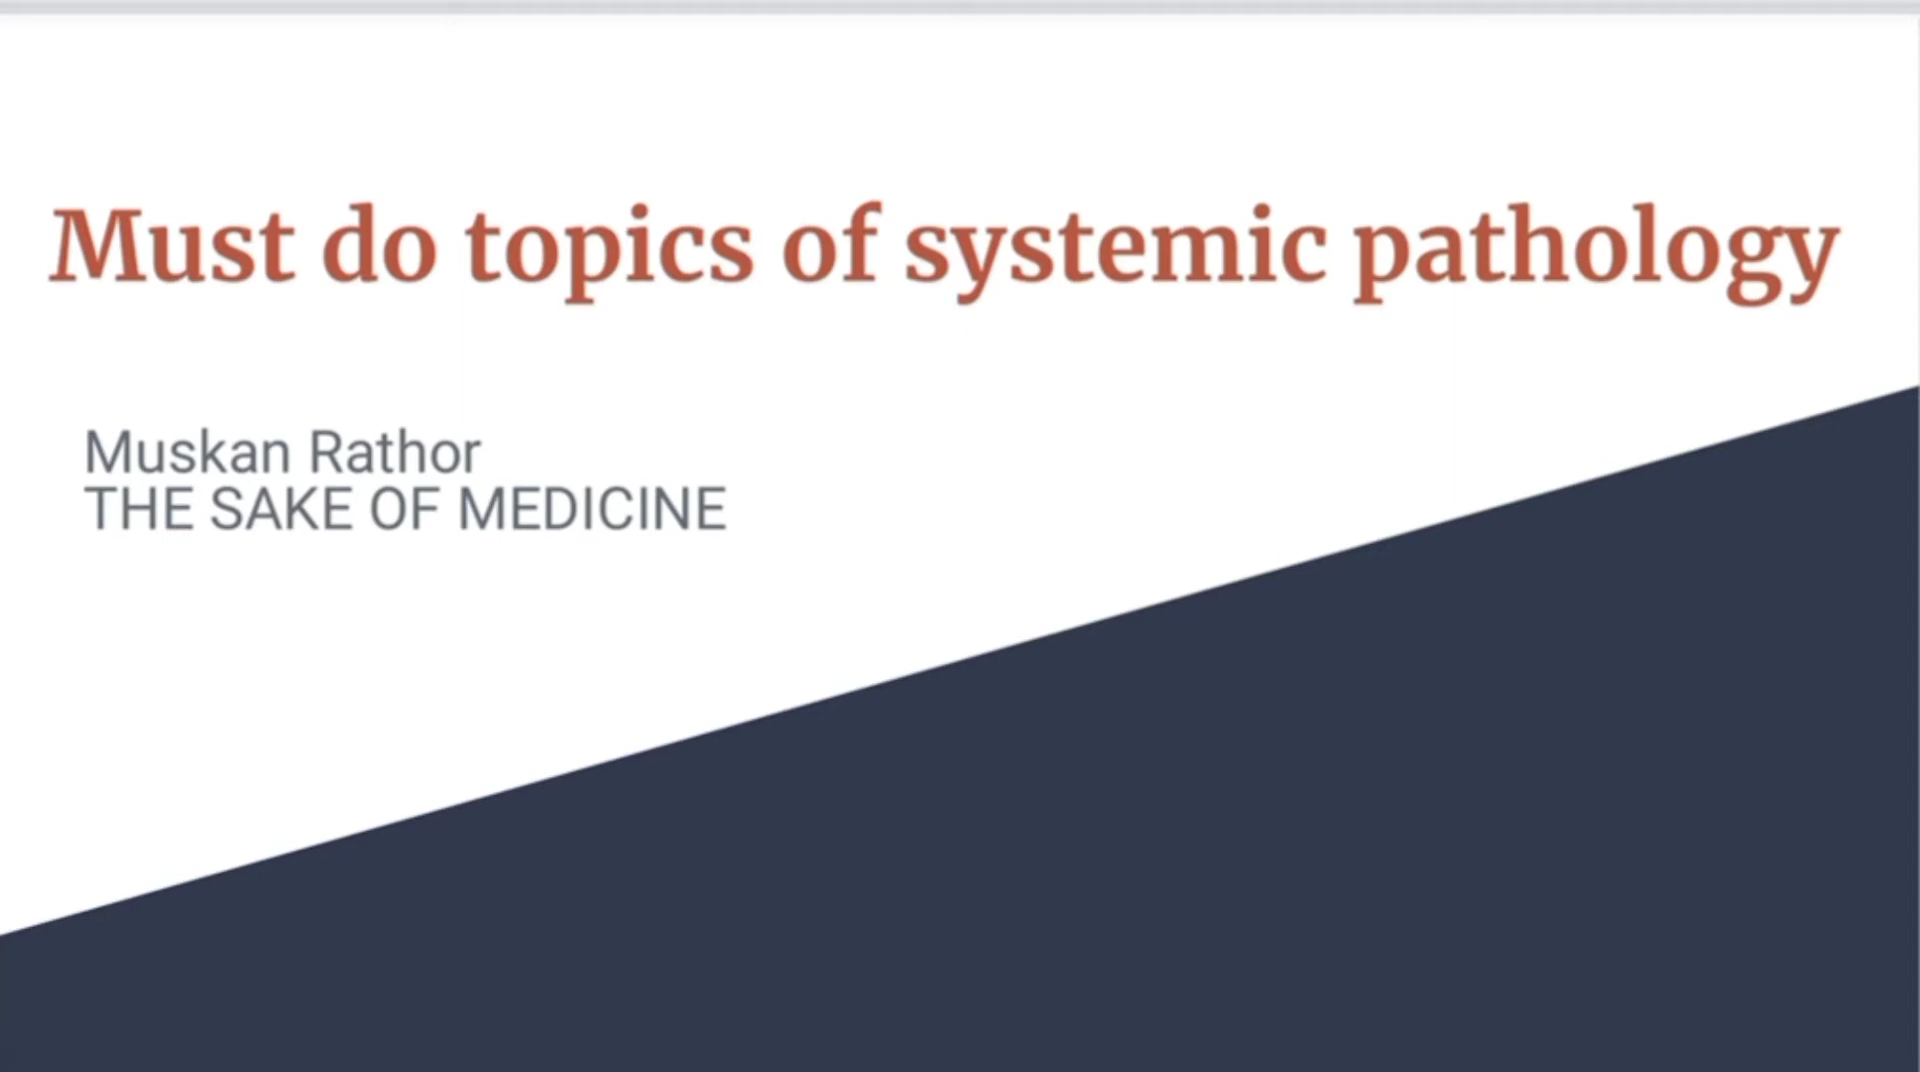 Must do topics of systemic pathology
Muskan Rathor
THE SAKE OF MEDICINE